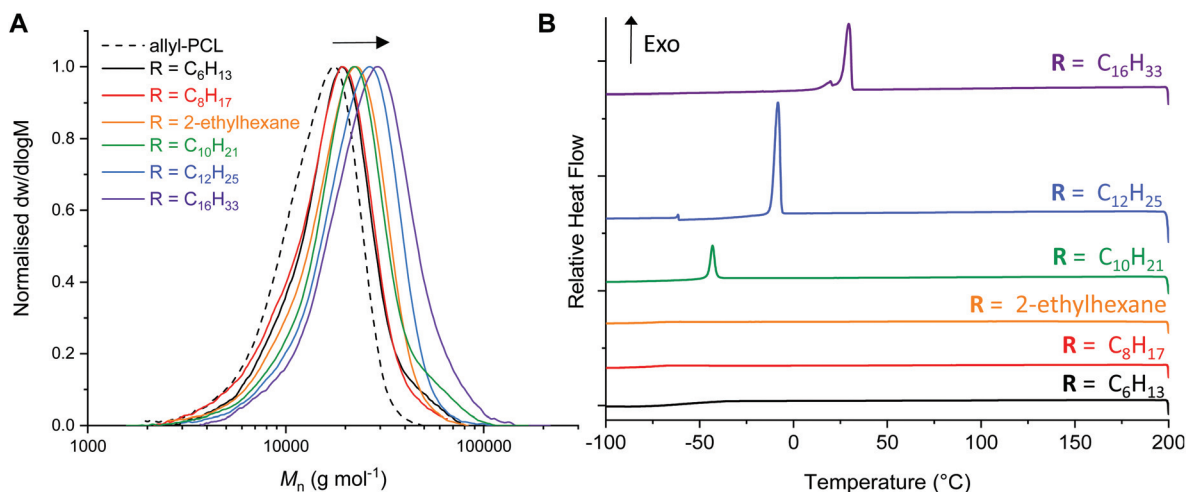 A
allyl-PCL
R = C₆H₁₃
R = C₈H₁₇
R = 2-ethylhexane
R = C₁₀H₂₁
R = C₁₂H₂₅
R = C₁₆H₃₃
Normalised dw/dlogM
1.0
0.8
0.6
0.4
0.2
0.0
1000
10000
100000
Mₙ (g mol⁻¹)
B
Exo
R = C₁₆H₃₃
R = C₁₂H₂₅
R = C₁₀H₂₁
R = 2-ethylhexane
R = C₈H₁₇
R = C₆H₁₃
Relative Heat Flow
-100
-50
0
50
100
150
200
Temperature (°C)